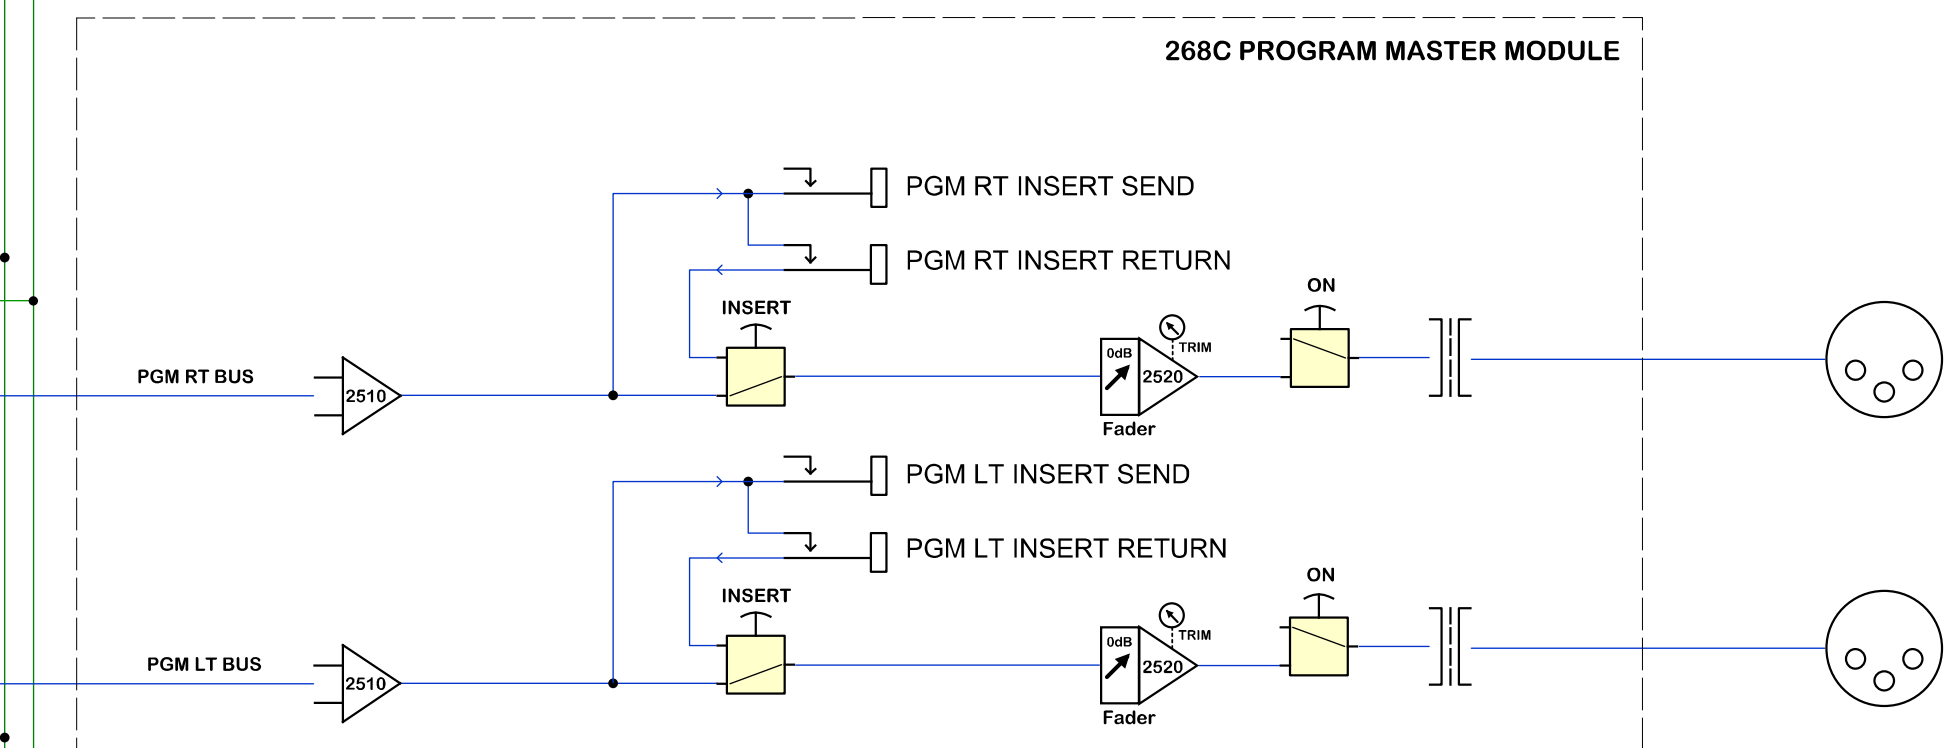 268C PROGRAM MASTER MODULE
PGM RT INSERT SEND
PGM RT INSERT RETURN
ON
INSERT
TRIM
0dB
PGM RT BUS
2510
2520
Fader
PGM LT INSERT SEND
PGM LT INSERT RETURN
ON
INSERT
TRIM
0dB
PGM LT BUS
2510
2520
Fader